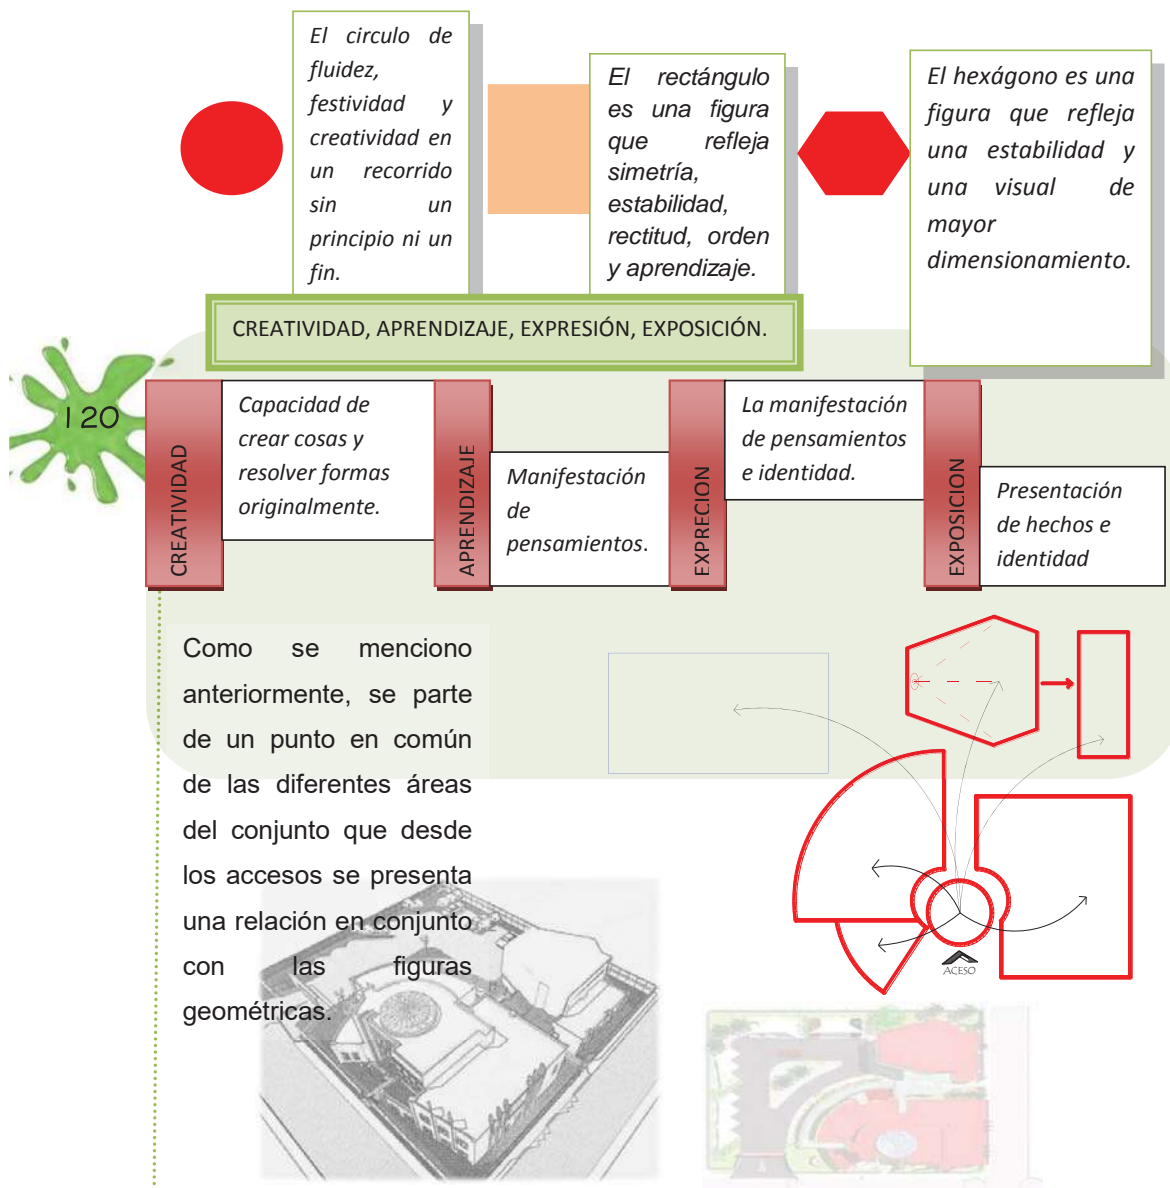 El circulo de
fluidez,
festividad y
creatividad en
un recorrido
sin un
principio ni un
fin.
El rectángulo
es una figura
que refleja
simetría,
estabilidad,
rectitud, orden
y aprendizaje.
El hexágono es una
figura que refleja
una estabilidad y
una visual de
mayor
dimensionamiento.
CREATIVIDAD, APRENDIZAJE, EXPRESIÓN, EXPOSICIÓN.
120
CREATIVIDAD
Capacidad de
crear cosas y
resolver formas
originalmente.
APRENDIZAJE
Manifestación
de
pensamientos.
EXPRECION
La manifestación
de pensamientos
e identidad.
EXPOSICION
Presentación
de hechos e
identidad
Como se menciono
anteriormente, se parte
de un punto en común
de las diferentes áreas
del conjunto que desde
los accesos se presenta
una relación en conjunto
con las figuras
geométricas.
ACESO